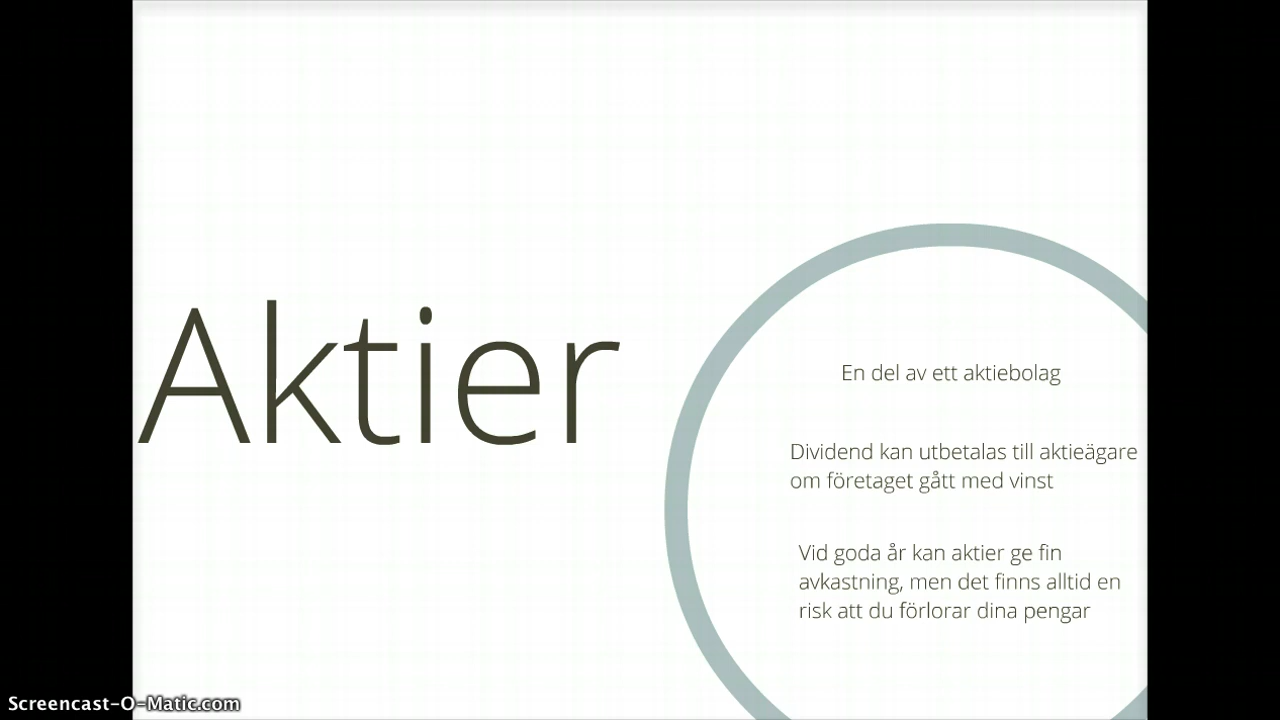 Aktier
En del av ett aktiebolag
Dividend kan utbetalas till aktieägare
om företaget gått med vinst
Vid goda år kan aktier ge fin
avkastning, men det finns alltid en
risk att du förlorar dina pengar
Screencast-O-Matic.com